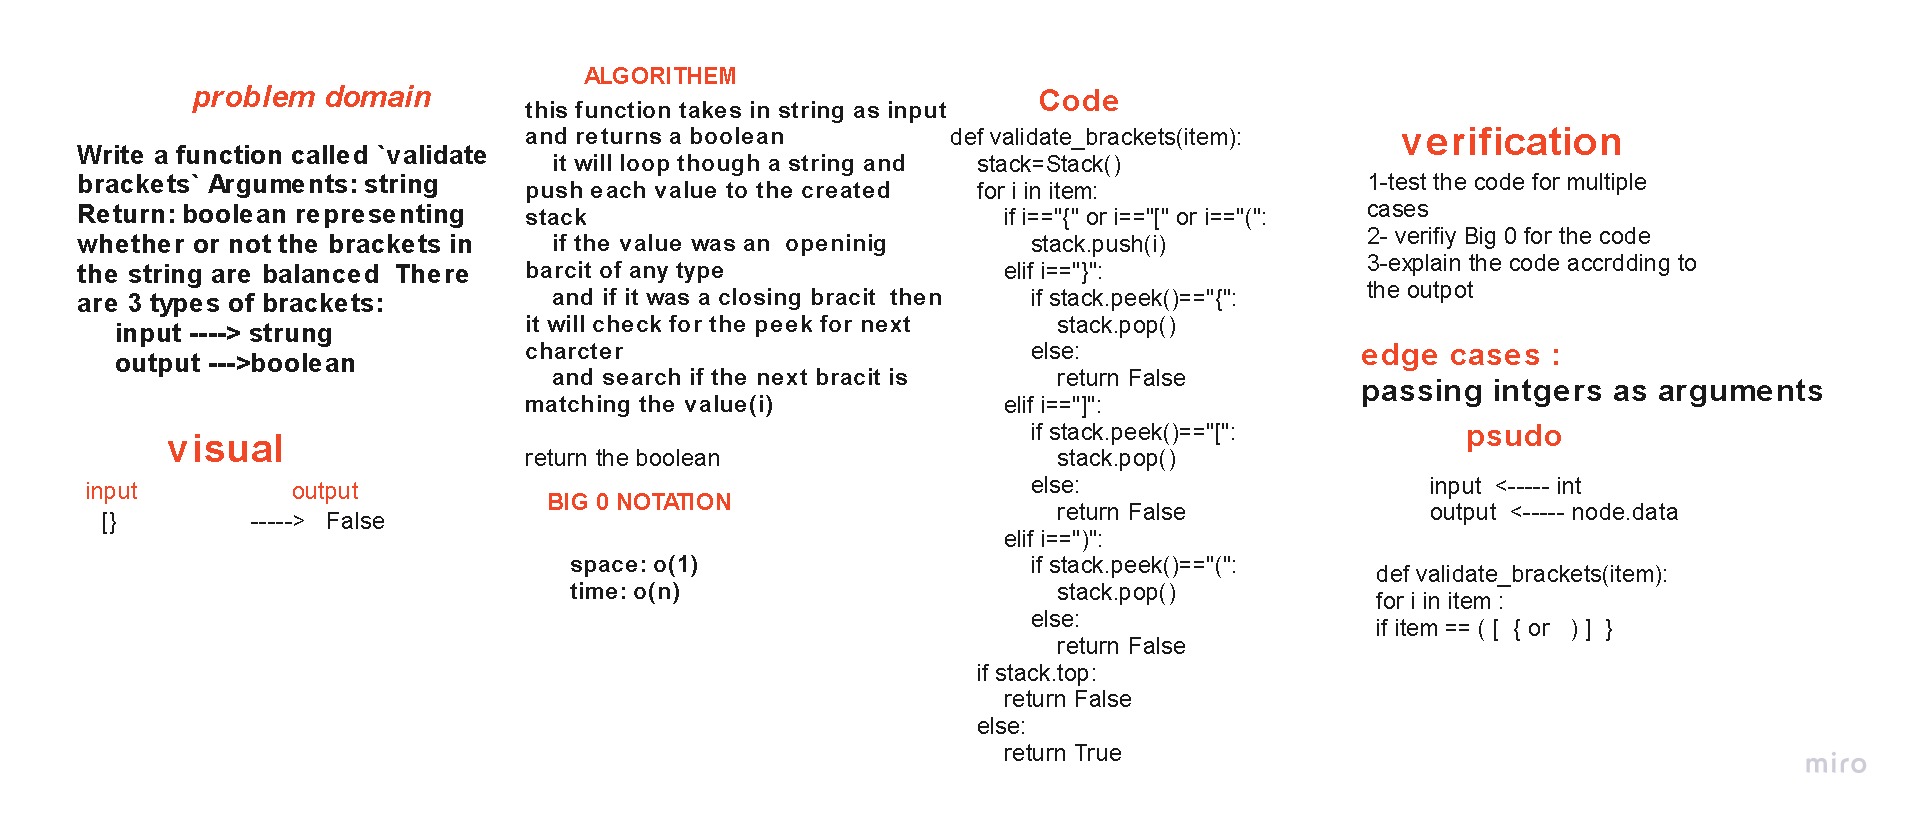 problem domain
Write a function called `validate
brackets` Arguments: string
Return: boolean representing
whether or not the brackets in
the string are balanced  There
are 3 types of brackets:
input ----> strung
output --->boolean
visual
input output
[} -----> False
ALGORITHEM
this function takes in string as input
and returns a boolean
it will loop though a string and
push each value to the created
stack
if the value was an  openinig
barcit of any type
and if it was a closing bracit  then
it will check for the peek for next
charcter
and search if the next bracit is
matching the value(i)
return the boolean
BIG 0 NOTATION
space: o(1)
time: o(n)
Code
def validate_brackets(item):
    stack=Stack()
    for i in item:
        if i=="{" or i=="[" or i=="(":
            stack.push(i)
        elif i=="}":
            if stack.peek()=="{":
                stack.pop()
            else:
                return False
        elif i=="]":
            if stack.peek()=="[":
                stack.pop()
            else:
                return False
        elif i==")":
            if stack.peek()=="(":
                stack.pop()
            else:
                return False
    if stack.top:
        return False
    else:
        return True
verification
1-test the code for multiple
cases
2- verifiy Big 0 for the code
3-explain the code accrdding to
the outpot
edge cases :
passing intgers as arguments
psudo
input  <----- int
output  <----- node.data
def validate_brackets(item):
for i in item :
if item == ( [  { or   ) ]  }
miro